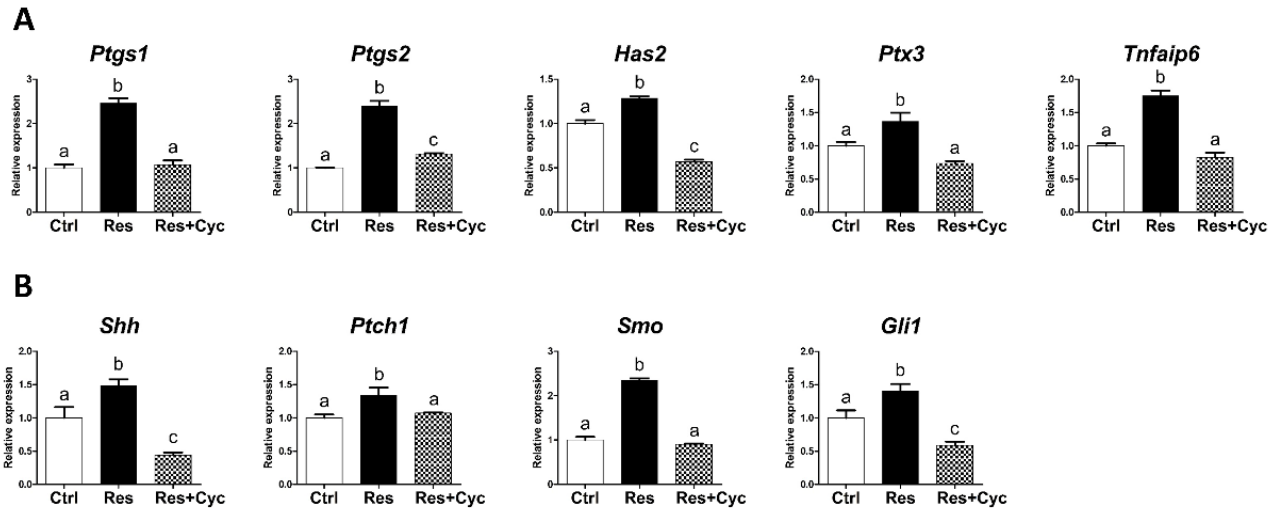 A
Ptgs1 Ptgs2 Has2 Ptx3 Tnfaip6
Relative expression 3 2 1 0 a b a Ctrl Res Res+Cyc
Relative expression 3 2 1 0 a b c Ctrl Res Res+Cyc
Relative expression 1.5 1.0 0.5 0.0 a b c Ctrl Res Res+Cyc
Relative expression 2.0 1.5 1.0 0.5 0.0 a b a Ctrl Res Res+Cyc
Relative expression 2.0 1.5 1.0 0.5 0.0 a b a Ctrl Res Res+Cyc
B
Shh Ptch1 Smo Gli1
Relative expression 2.0 1.5 1.0 0.5 0.0 a b c Ctrl Res Res+Cyc
Relative expression 2.0 1.5 1.0 0.5 0.0 a b a Ctrl Res Res+Cyc
Relative expression 3 2 1 0 a b a Ctrl Res Res+Cyc
Relative expression 2.0 1.5 1.0 0.5 0.0 a b c Ctrl Res Res+Cyc